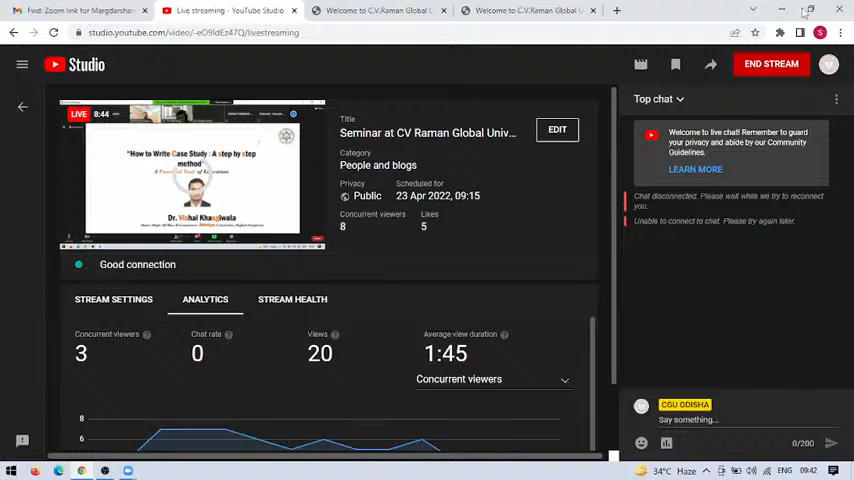 Fwd: Zoom link for Margdarshan
Live streaming - YouTube Studio
Welcome to C.V.Raman Global U
Welcome to C.V.Raman Global U
studio.youtube.com/video/-eO9IdEz47Q/livestreaming
S
Studio
END STREAM
LIVE 8:44
"How to Write Case Study : A step by step
method"
A Powerful Tool of Education
Dr. Vishal Khasgiwala
Title
Seminar at CV Raman Global Univ...
EDIT
Category
People and blogs
Privacy
Public
Scheduled for
23 Apr 2022, 09:15
Concurrent viewers
8
Likes
5
Good connection
STREAM SETTINGS
ANALYTICS
STREAM HEALTH
Concurrent viewers
3
Chat rate
0
Views
20
Average view duration
1:45
Concurrent viewers
8
6
Top chat
Welcome to live chat! Remember to guard
your privacy and abide by our Community
Guidelines.
LEARN MORE
Chat disconnected. Please wait while we try to reconnect
you.
Unable to connect to chat. Please try again later.
CGU ODISHA
Say something...
0/200
34°C Haze
ENG
09:42